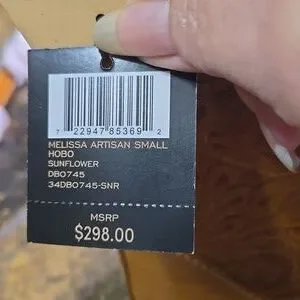 7 22947 85369 2
MELISSA ARTISAN SMALL
HOBO
SUNFLOWER
DB0745
34DB0745-SNR
MSRP
$298.00